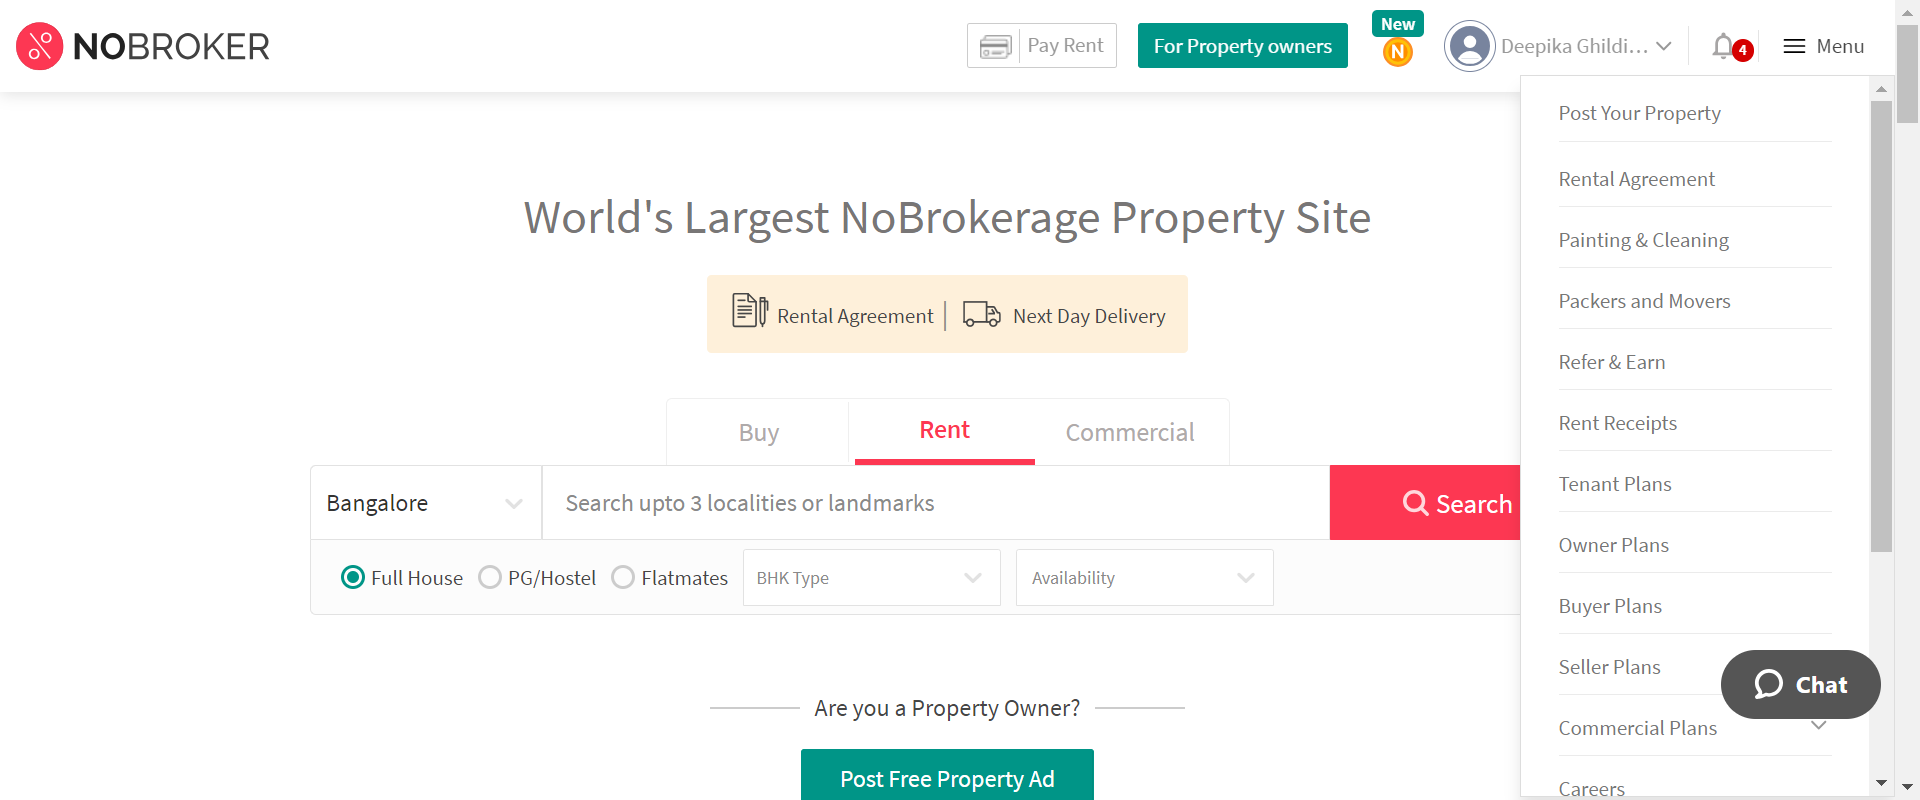 NOBROKER
Pay Rent
For Property owners
New
N
Deepika Ghildi...
4
Menu
World's Largest NoBrokerage Property Site
Rental Agreement | Next Day Delivery
Buy
Rent
Commercial
Bangalore
Search upto 3 localities or landmarks
Search
Full House
PG/Hostel
Flatmates
BHK Type
Availability
Are you a Property Owner?
Post Free Property Ad
Post Your Property
Rental Agreement
Painting & Cleaning
Packers and Movers
Refer & Earn
Rent Receipts
Tenant Plans
Owner Plans
Buyer Plans
Seller Plans
Chat
Commercial Plans
Careers